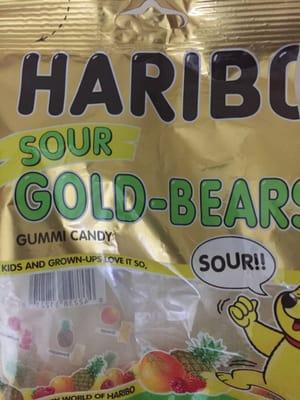 HARIBO
SOUR
GOLD-BEARS
GUMMI CANDY
KIDS AND GROWN-UPS LOVE IT SO,
SOUR!!
WORLD OF HARIBO